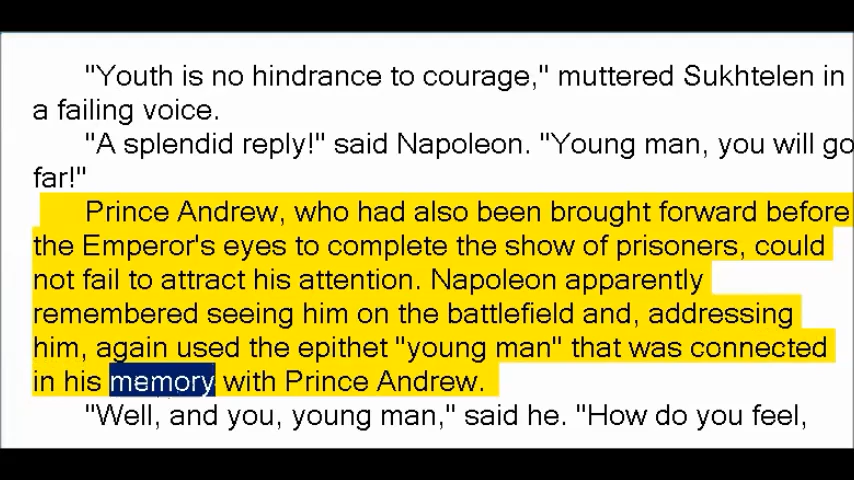 "Youth is no hindrance to courage," muttered Sukhtelen in
a failing voice.
"A splendid reply!" said Napoleon. "Young man, you will go
far!"
Prince Andrew, who had also been brought forward before
the Emperor's eyes to complete the show of prisoners, could
not fail to attract his attention. Napoleon apparently
remembered seeing him on the battlefield and, addressing
him, again used the epithet "young man" that was connected
in his memory with Prince Andrew.
"Well, and you, young man," said he. "How do you feel,